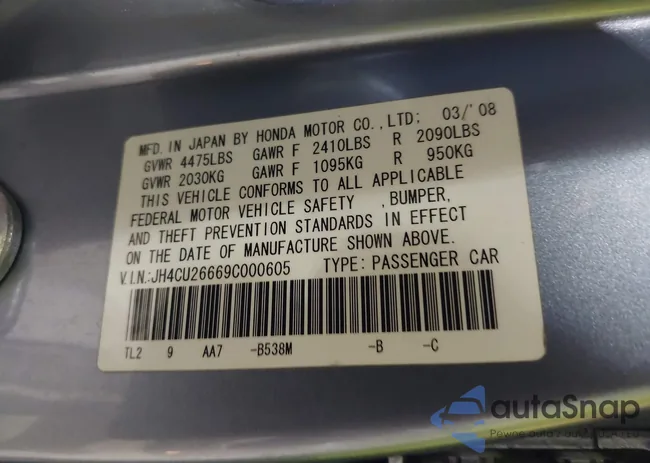 MFD. IN JAPAN BY HONDA MOTOR CO., LTD: 03/'08
GVWR 4475LBS GAWR F 2410LBS R 2090LBS
GVWR 2030KG GAWR F 1095KG R 950KG
THIS VEHICLE CONFORMS TO ALL APPLICABLE
FEDERAL MOTOR VEHICLE SAFETY , BUMPER,
AND THEFT PREVENTION STANDARDS IN EFFECT
ON THE DATE OF MANUFACTURE SHOWN ABOVE.
V.I.N.:JH4CU26669C000605 TYPE: PASSENGER CAR
TL2 9 AA7 -B538M -B -C
autaSnap